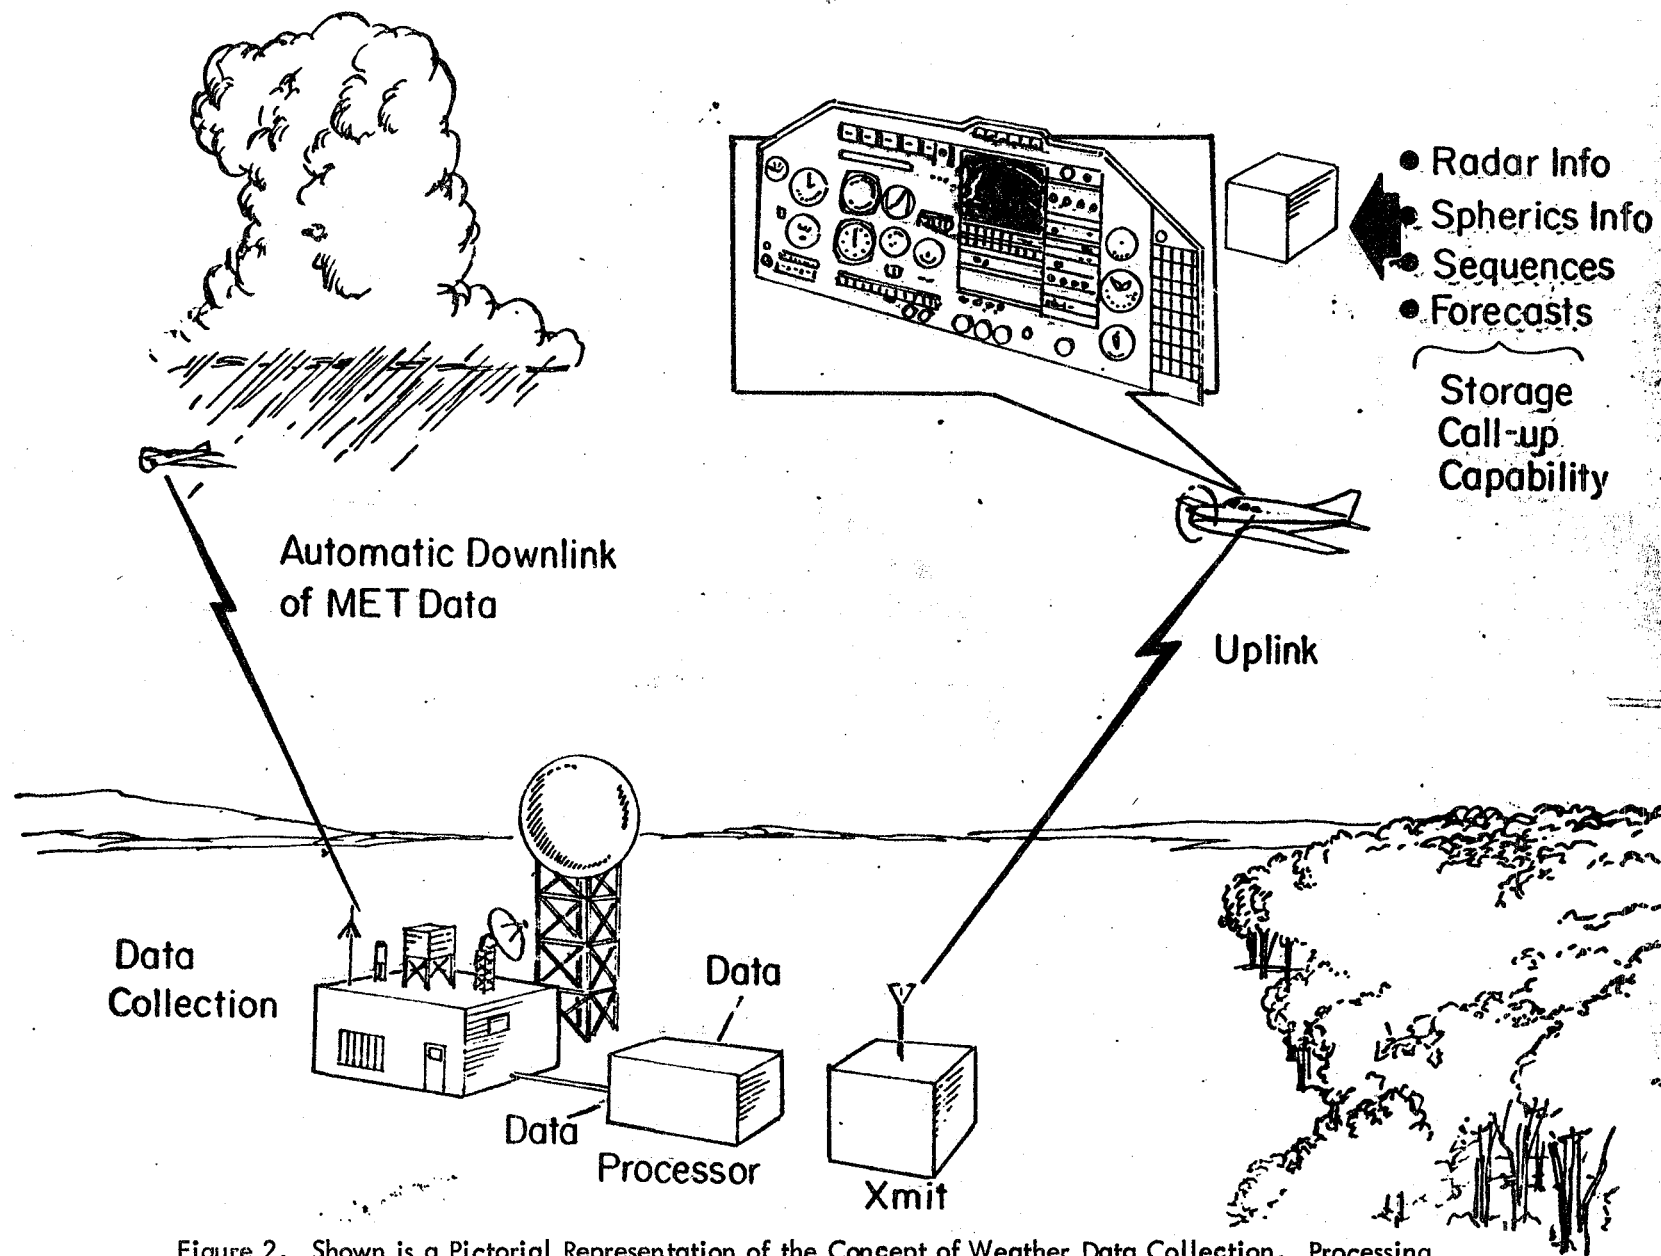 Radar Info
Spherics Info
Sequences
Forecasts
Storage
Call-up
Capability
Automatic Downlink
of MET Data
Uplink
Data
Collection
Data
Data
Processor
Xmit
Figure 2. Shown is a Pictorial Representation of the Concept of Weather Data Collection, Processing